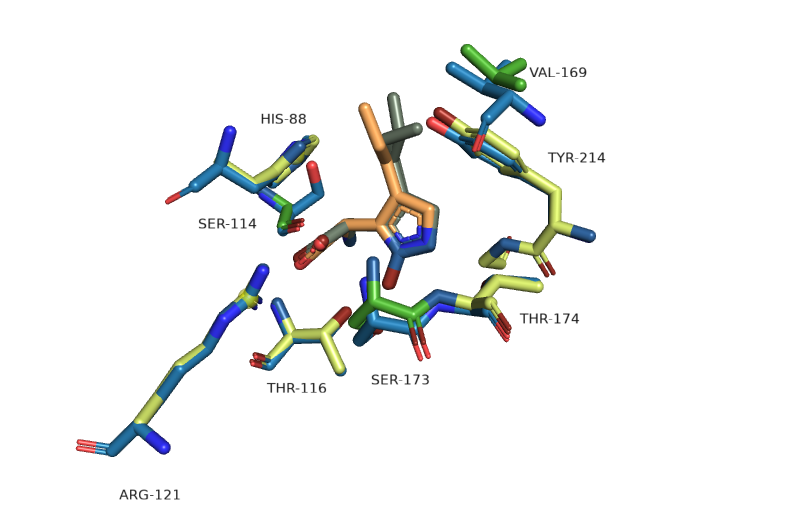 VAL-169
HIS-88
TYR-214
SER-114
THR-174
SER-173
THR-116
ARG-121